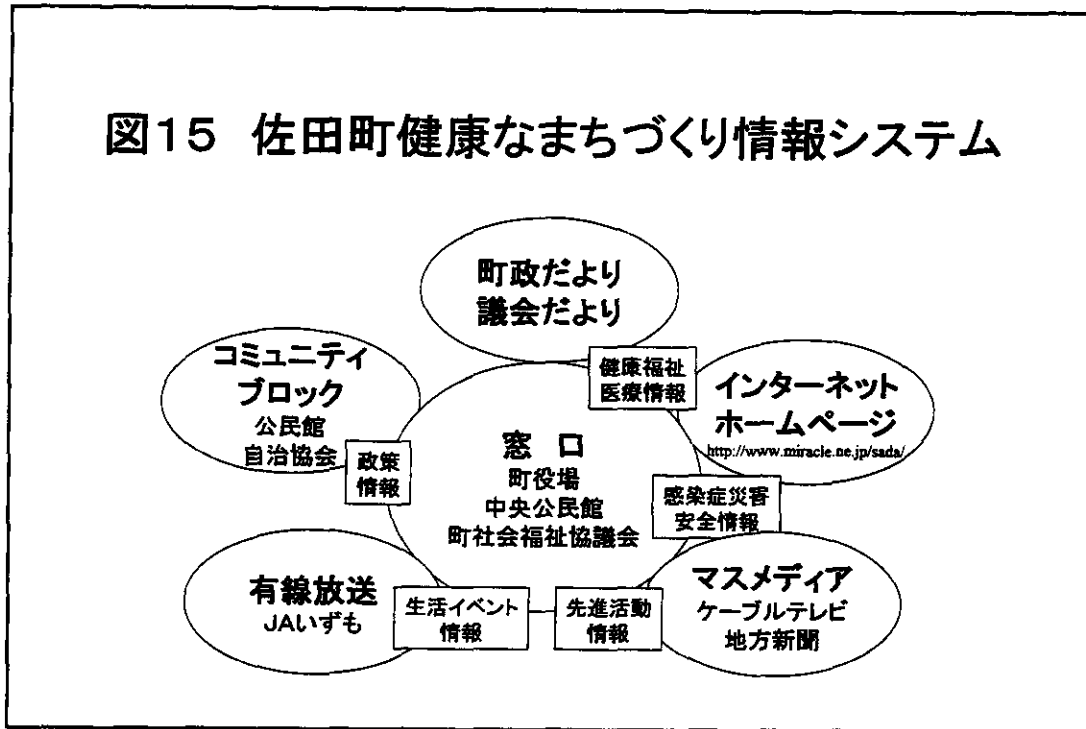 図15 佐田町健康なまちづくり情報システム
町政だより
議会だより
コミュニティ
ブロック
公民館
自治協会
健康福祉
医療情報
インターネット
ホームページ
http://www.miracle.ne.jp/sada/
政策
情報
窓口
町役場
中央公民館
町社会福祉協議会
感染症災害
安全情報
有線放送
JAいずも
生活イベント
情報
先進活動
情報
マスメディア
ケーブルテレビ
地方新聞